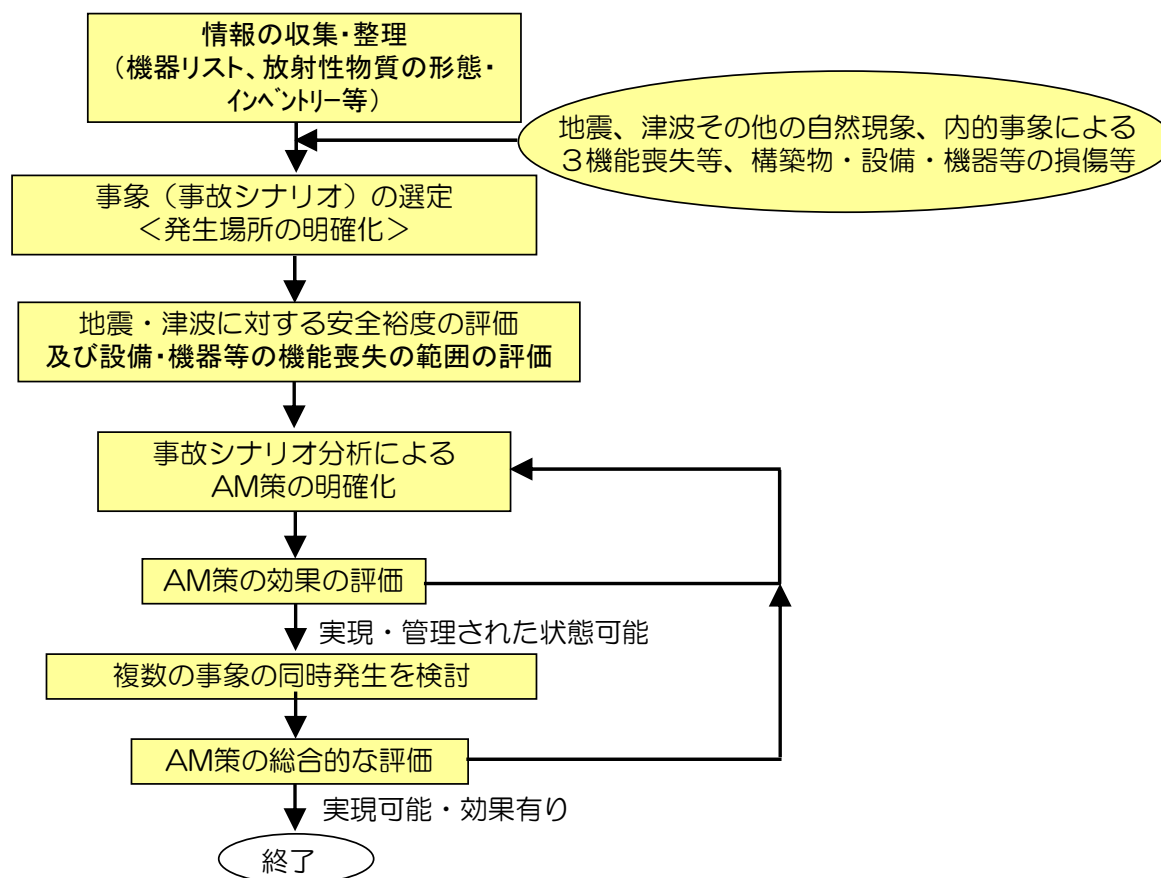 情報の収集・整理
（機器リスト、放射性物質の形態・
インベントリー等）
地震、津波その他の自然現象、内的事象による
３機能喪失等、構築物・設備・機器等の損傷等
事象（事故シナリオ）の選定
＜発生場所の明確化＞
地震・津波に対する安全裕度の評価
及び設備・機器等の機能喪失の範囲の評価
事故シナリオ分析による
AM策の明確化
AM策の効果の評価
実現・管理された状態可能
複数の事象の同時発生を検討
AM策の総合的な評価
実現可能・効果有り
終了